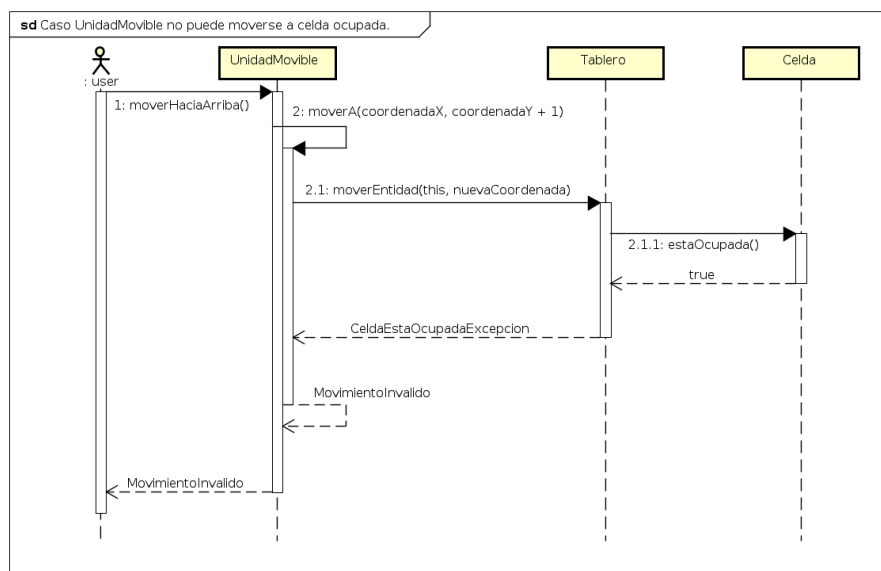 sd Caso UnidadMovible no puede moverse a celda ocupada.
: user
UnidadMovible
Tablero
Celda
1: moverHaciaArriba()
2: moverA(coordenadaX, coordenadaY + 1)
2.1: moverEntidad(this, nuevaCoordenada)
2.1.1: estaOcupada()
true
CeldaEstaOcupadaExcepcion
MovimientoInvalido
MovimientoInvalido